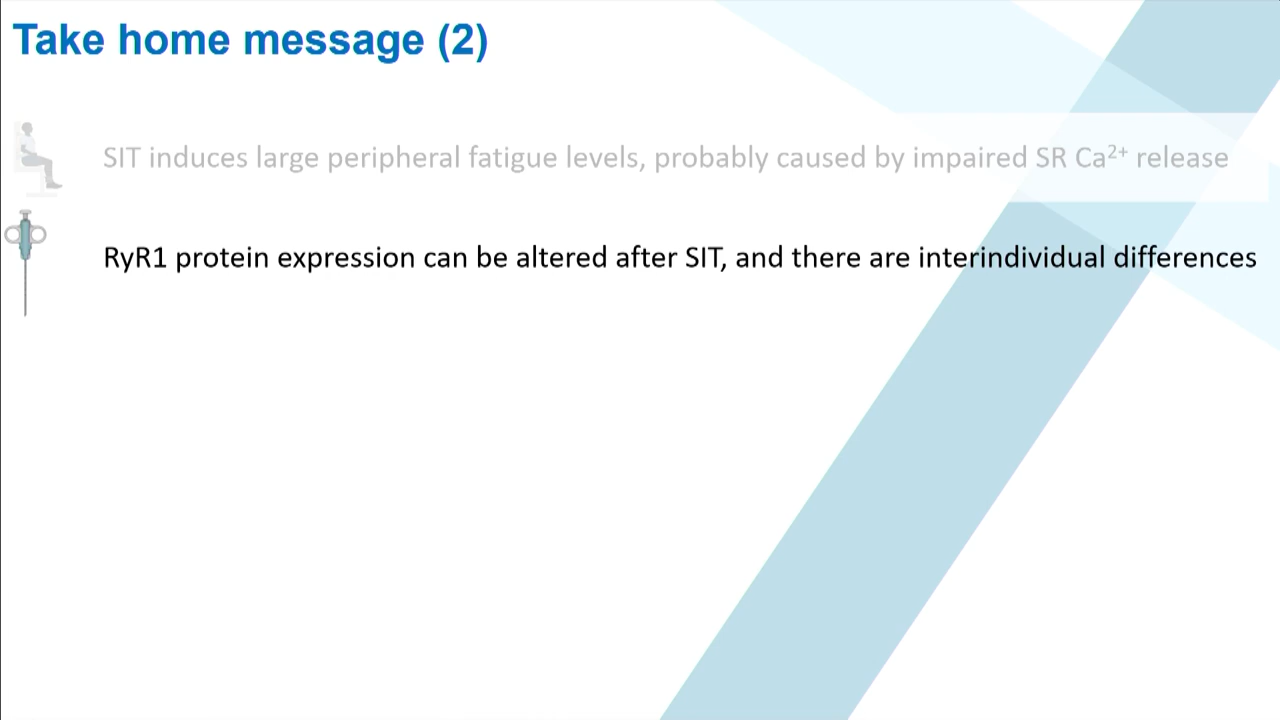 Take home message (2)
SIT induces large peripheral fatigue levels, probably caused by impaired SR Ca²⁺ release
RyR1 protein expression can be altered after SIT, and there are interindividual differences